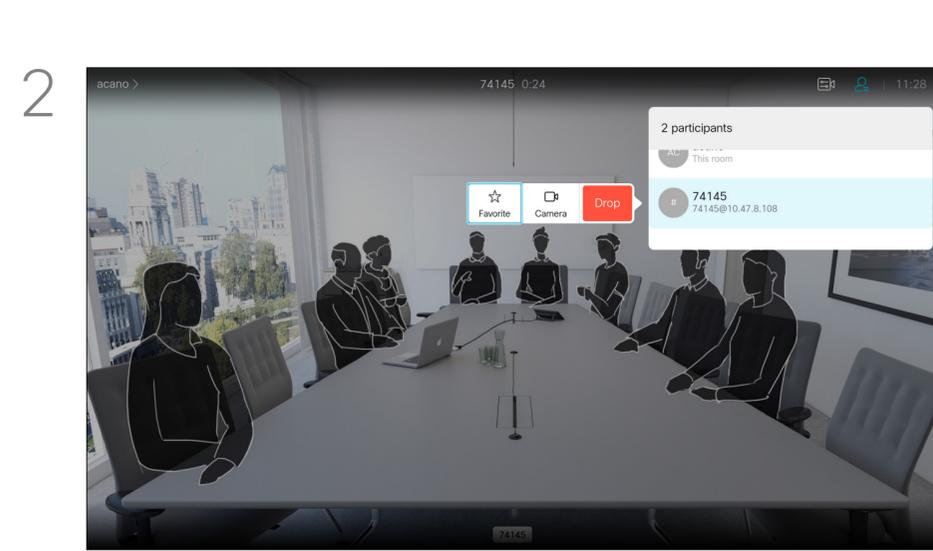 2
acano >
74145 0:24
11:28
2 participants
AC
This room
Favorite
Camera
Drop
#
74145
74145@10.47.8.108
74145